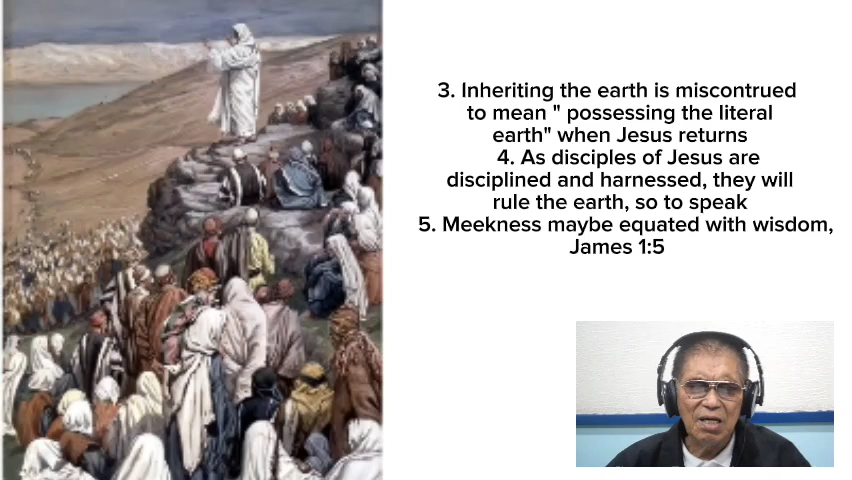 3. Inheriting the earth is miscontrued
to mean " possessing the literal
earth" when Jesus returns
4. As disciples of Jesus are
disciplined and harnessed, they will
rule the earth, so to speak
5. Meekness maybe equated with wisdom,
James 1:5